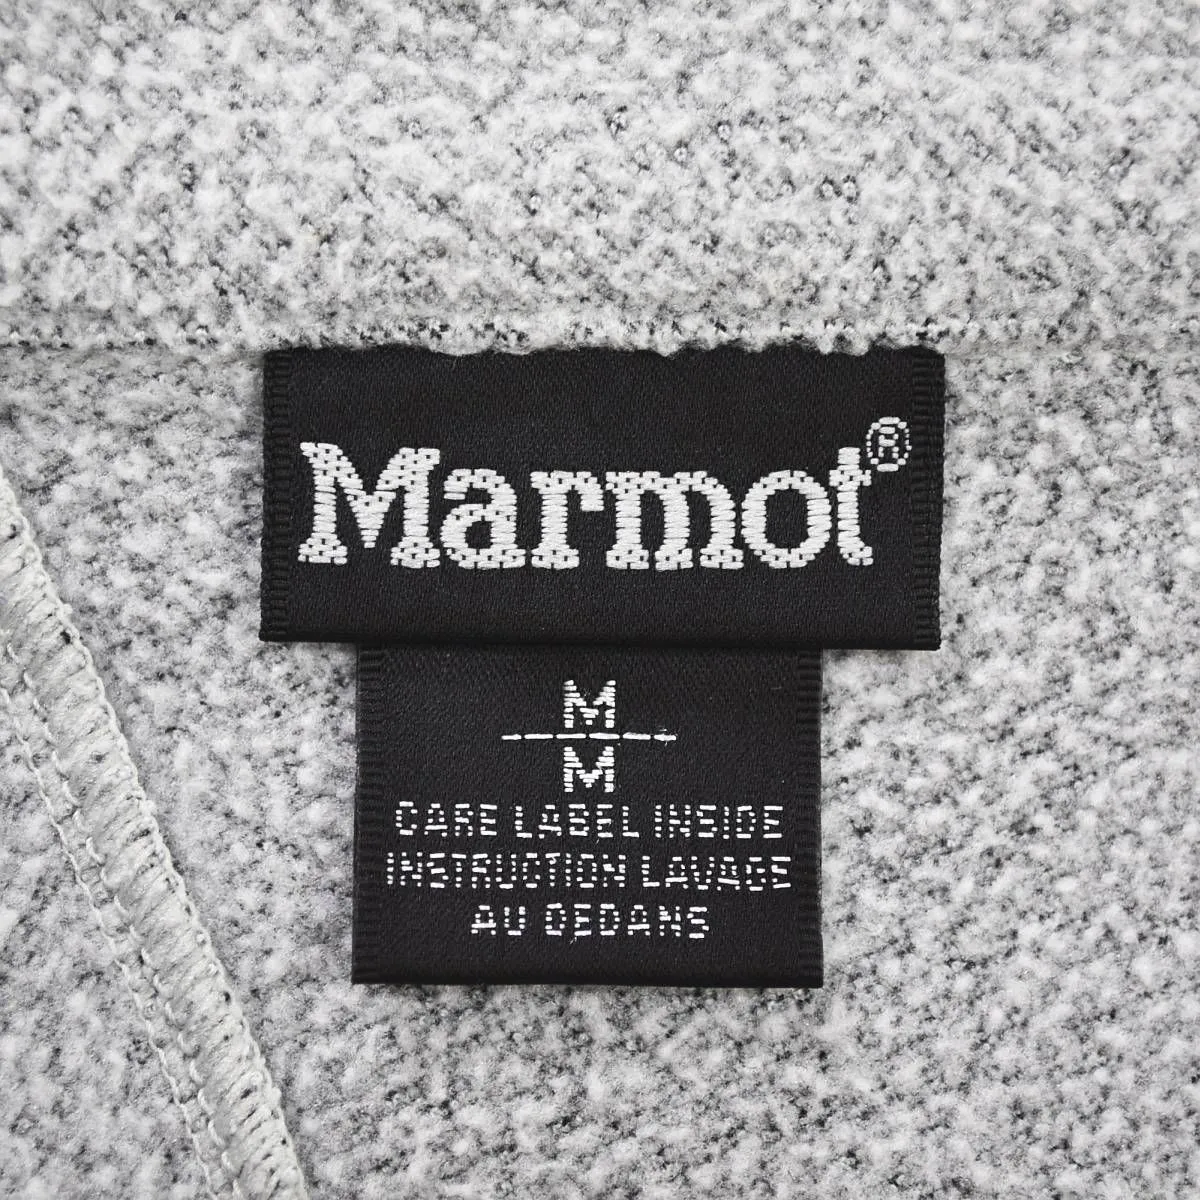 Marmot®
M
M
CARE LABEL INSIDE
INSTRUCTION LAVAGE
AU DEDANS